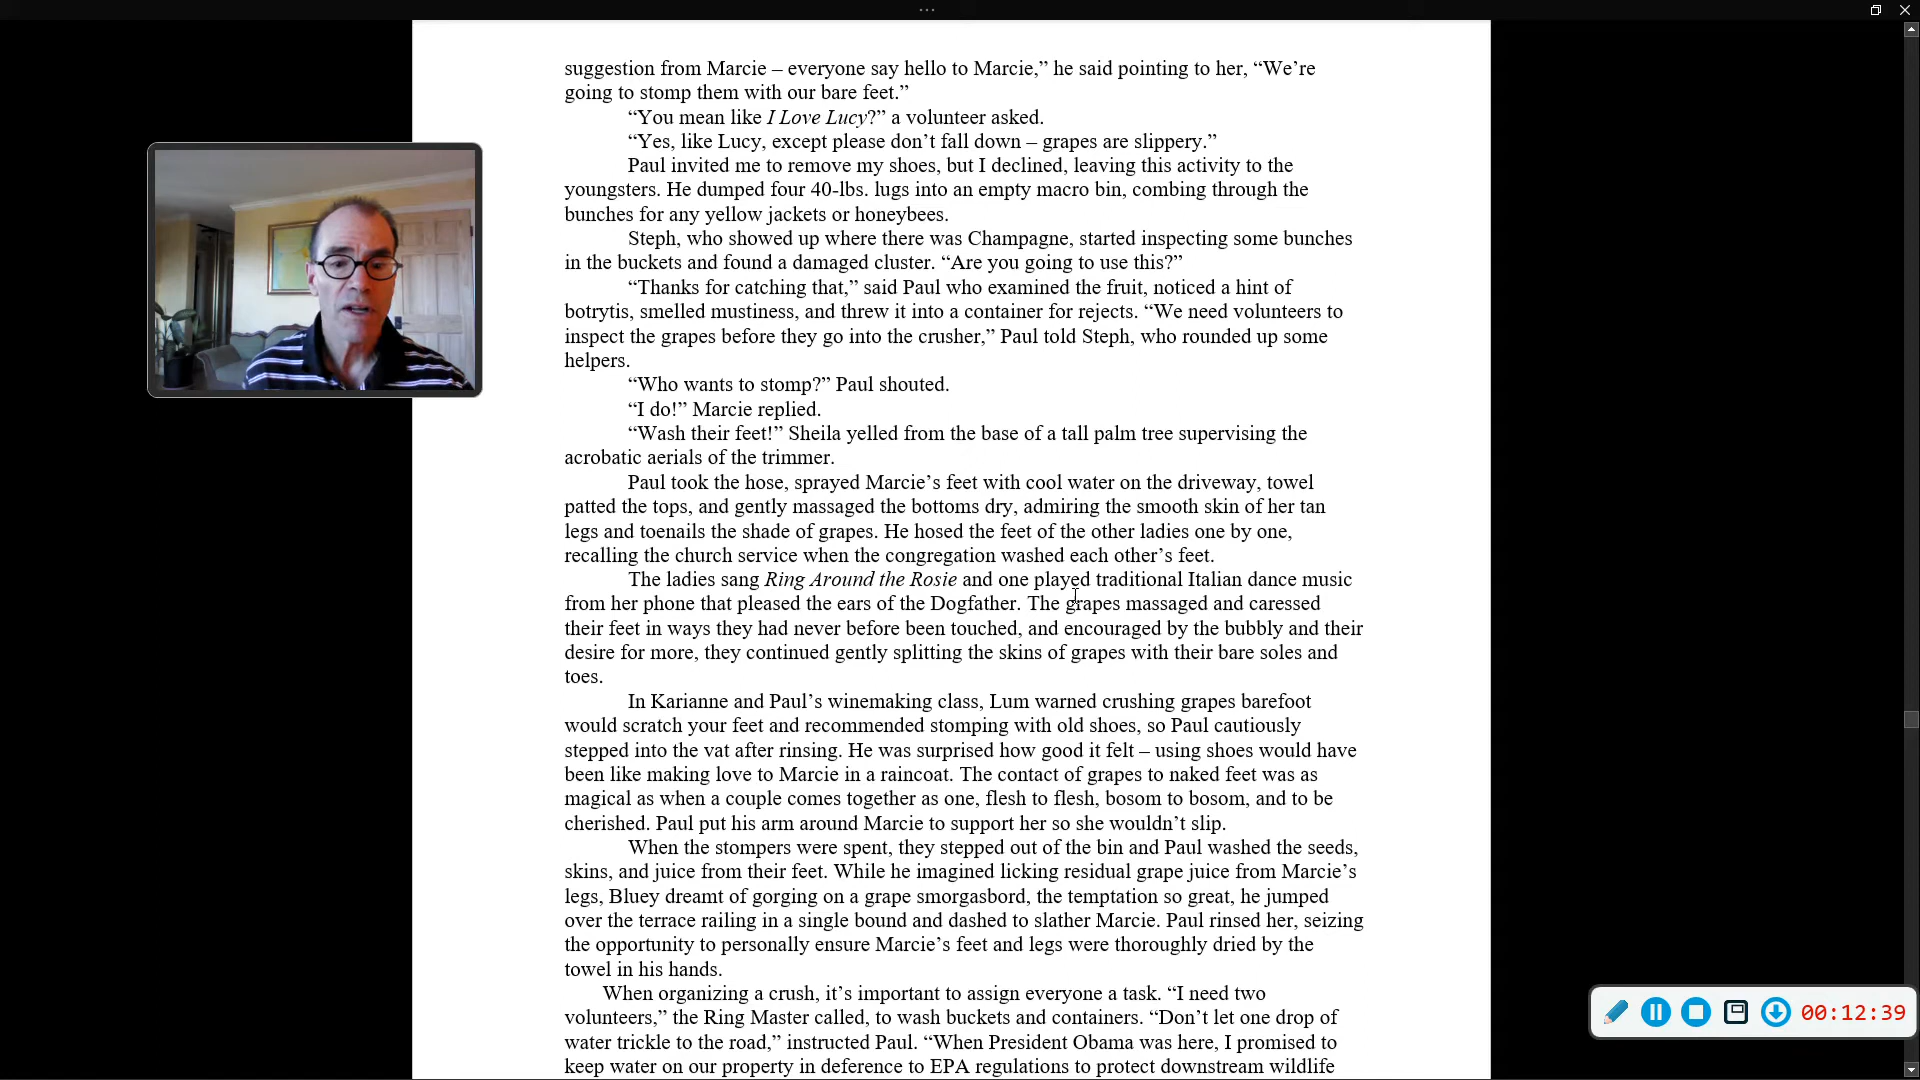 suggestion from Marcie – everyone say hello to Marcie,” he said pointing to her, “We’re
going to stomp them with our bare feet.”
“You mean like I Love Lucy?” a volunteer asked.
“Yes, like Lucy, except please don’t fall down – grapes are slippery.”
Paul invited me to remove my shoes, but I declined, leaving this activity to the
youngsters. He dumped four 40-lbs. lugs into an empty macro bin, combing through the
bunches for any yellow jackets or honeybees.
Steph, who showed up where there was Champagne, started inspecting some bunches
in the buckets and found a damaged cluster. “Are you going to use this?”
“Thanks for catching that,” said Paul who examined the fruit, noticed a hint of
botrytis, smelled mustiness, and threw it into a container for rejects. “We need volunteers to
inspect the grapes before they go into the crusher,” Paul told Steph, who rounded up some
helpers.
“Who wants to stomp?” Paul shouted.
“I do!” Marcie replied.
“Wash their feet!” Sheila yelled from the base of a tall palm tree supervising the
acrobatic aerials of the trimmer.
Paul took the hose, sprayed Marcie’s feet with cool water on the driveway, towel
patted the tops, and gently massaged the bottoms dry, admiring the smooth skin of her tan
legs and toenails the shade of grapes. He hosed the feet of the other ladies one by one,
recalling the church service when the congregation washed each other’s feet.
The ladies sang Ring Around the Rosie and one played traditional Italian dance music
from her phone that pleased the ears of the Dogfather. The grapes massaged and caressed
their feet in ways they had never before been touched, and encouraged by the bubbly and their
desire for more, they continued gently splitting the skins of grapes with their bare soles and
toes.
In Karianne and Paul’s winemaking class, Lum warned crushing grapes barefoot
would scratch your feet and recommended stomping with old shoes, so Paul cautiously
stepped into the vat after rinsing. He was surprised how good it felt – using shoes would have
been like making love to Marcie in a raincoat. The contact of grapes to naked feet was as
magical as when a couple comes together as one, flesh to flesh, bosom to bosom, and to be
cherished. Paul put his arm around Marcie to support her so she wouldn’t slip.
When the stompers were spent, they stepped out of the bin and Paul washed the seeds,
skins, and juice from their feet. While he imagined licking residual grape juice from Marcie’s
legs, Bluey dreamt of gorging on a grape smorgasbord, the temptation so great, he jumped
over the terrace railing in a single bound and dashed to slather Marcie. Paul rinsed her, seizing
the opportunity to personally ensure Marcie’s feet and legs were thoroughly dried by the
towel in his hands.
When organizing a crush, it’s important to assign everyone a task. “I need two
volunteers,” the Ring Master called, to wash buckets and containers. “Don’t let one drop of
water trickle to the road,” instructed Paul. “When President Obama was here, I promised to
keep water on our property in deference to EPA regulations to protect downstream wildlife
00:12:39